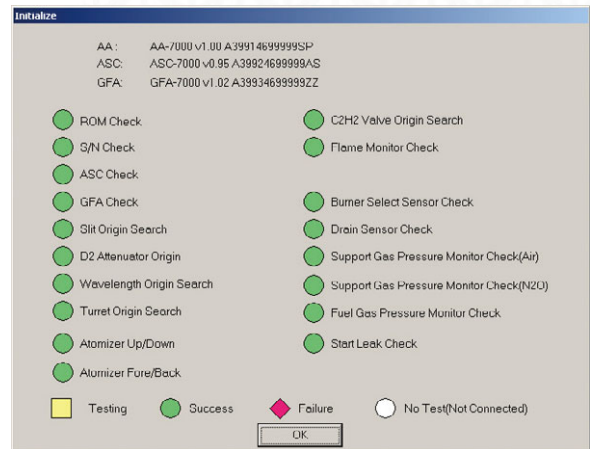 Initialize
AA: AA-7000 v1.00 A39914699999SP
ASC: ASC-7000 v0.95 A39924699999AS
GFA: GFA-7000 v1.02 A39934699999ZZ
ROM Check
S/N Check
ASC Check
GFA Check
Slit Origin Search
D2 Attenuator Origin
Wavelength Origin Search
Turret Origin Search
Atomizer Up/Down
Atomizer Fore/Back
C2H2 Valve Origin Search
Flame Monitor Check
Burner Select Sensor Check
Drain Sensor Check
Support Gas Pressure Monitor Check(Air)
Support Gas Pressure Monitor Check(N2O)
Fuel Gas Pressure Monitor Check
Start Leak Check
Testing Success Failure No Test(Not Connected)
OK